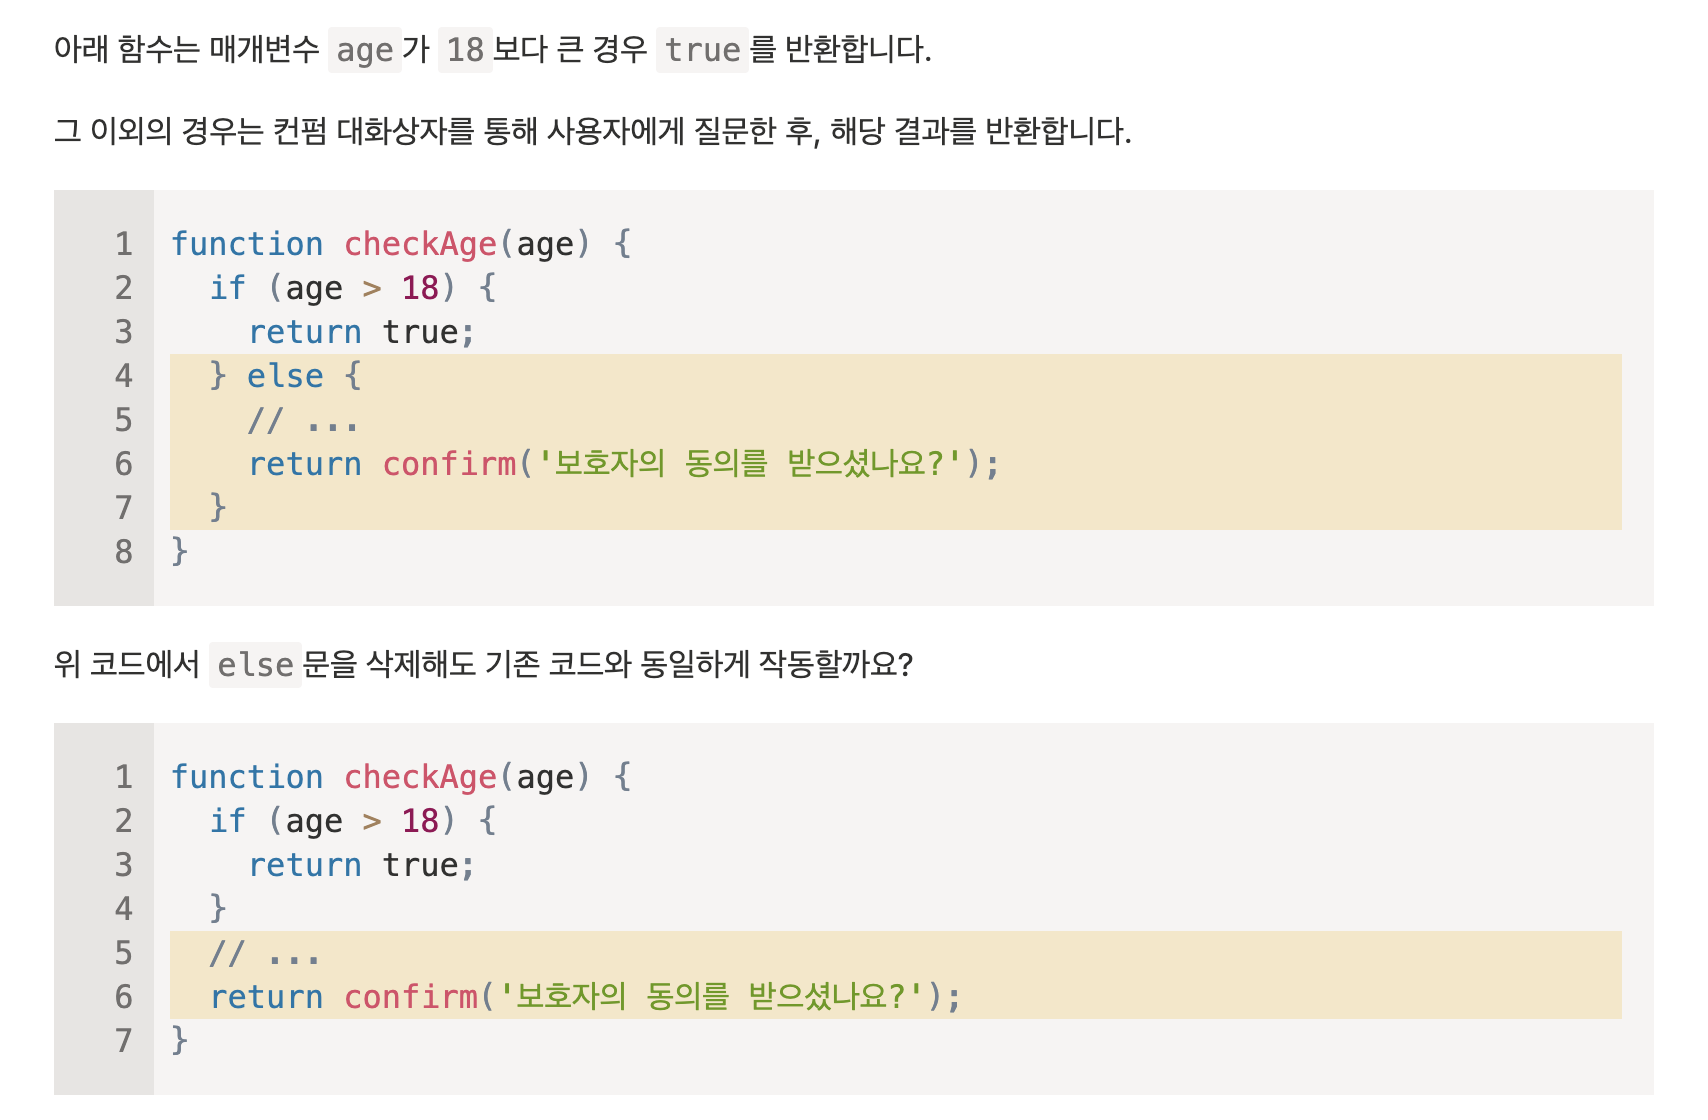 아래 함수는 매개변수 age가 18보다 큰 경우 true를 반환합니다.
그 이외의 경우는 컨펌 대화상자를 통해 사용자에게 질문한 후, 해당 결과를 반환합니다.
1 function checkAge(age) {
2   if (age > 18) {
3     return true;
4   } else {
5     // ...
6     return confirm('보호자의 동의를 받으셨나요?');
7   }
8 }
위 코드에서 else문을 삭제해도 기존 코드와 동일하게 작동할까요?
1 function checkAge(age) {
2   if (age > 18) {
3     return true;
4   }
5   // ...
6   return confirm('보호자의 동의를 받으셨나요?');
7 }